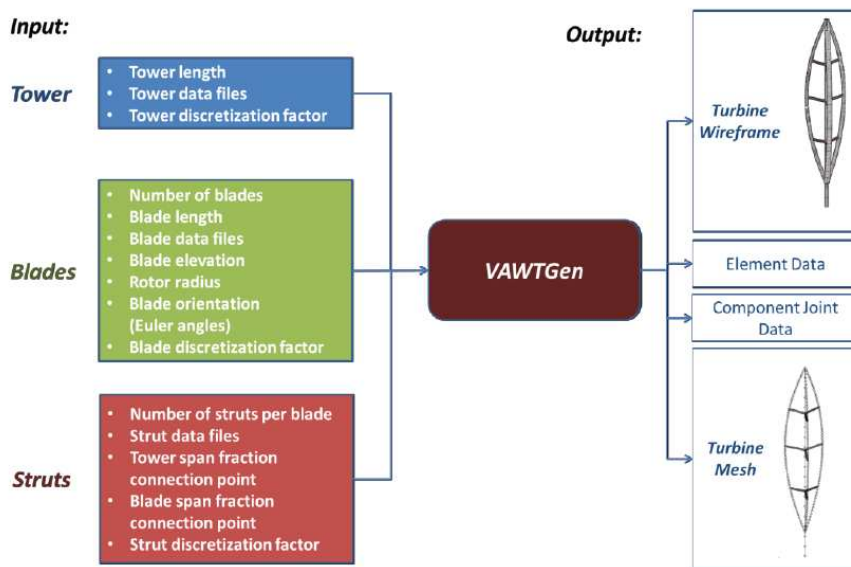 Input:
Tower
• Tower length
• Tower data files
• Tower discretization factor
Blades
• Number of blades
• Blade length
• Blade data files
• Blade elevation
• Rotor radius
• Blade orientation
(Euler angles)
• Blade discretization factor
Struts
• Number of struts per blade
• Strut data files
• Tower span fraction
connection point
• Blade span fraction
connection point
• Strut discretization factor
VAWTGen
Output:
Turbine
Wireframe
Element Data
Component Joint
Data
Turbine
Mesh